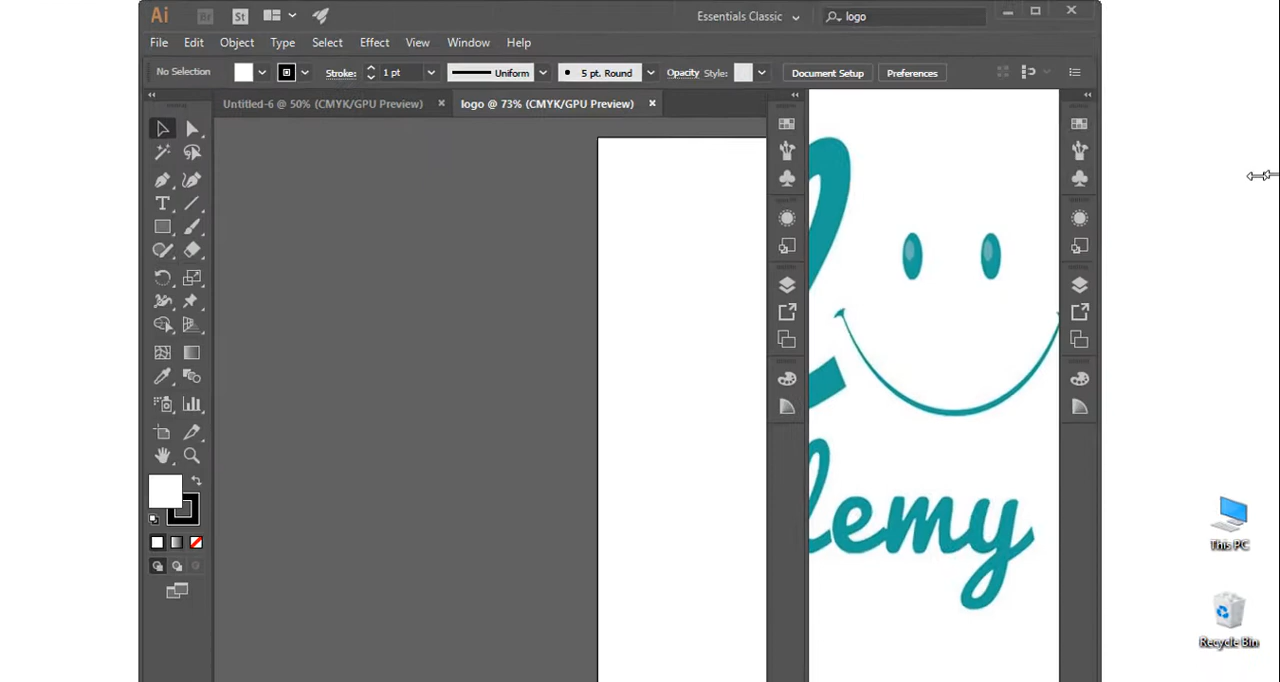 Ai Br St Essentials Classic logo
File Edit Object Type Select Effect View Window Help
No Selection Stroke: 1 pt Uniform 5 pt. Round Opacity Style: Document Setup Preferences
Untitled-6 @ 50% (CMYK/GPU Preview) × logo @ 73% (CMYK/GPU Preview) ×
T
lemy
This PC
Recycle Bin